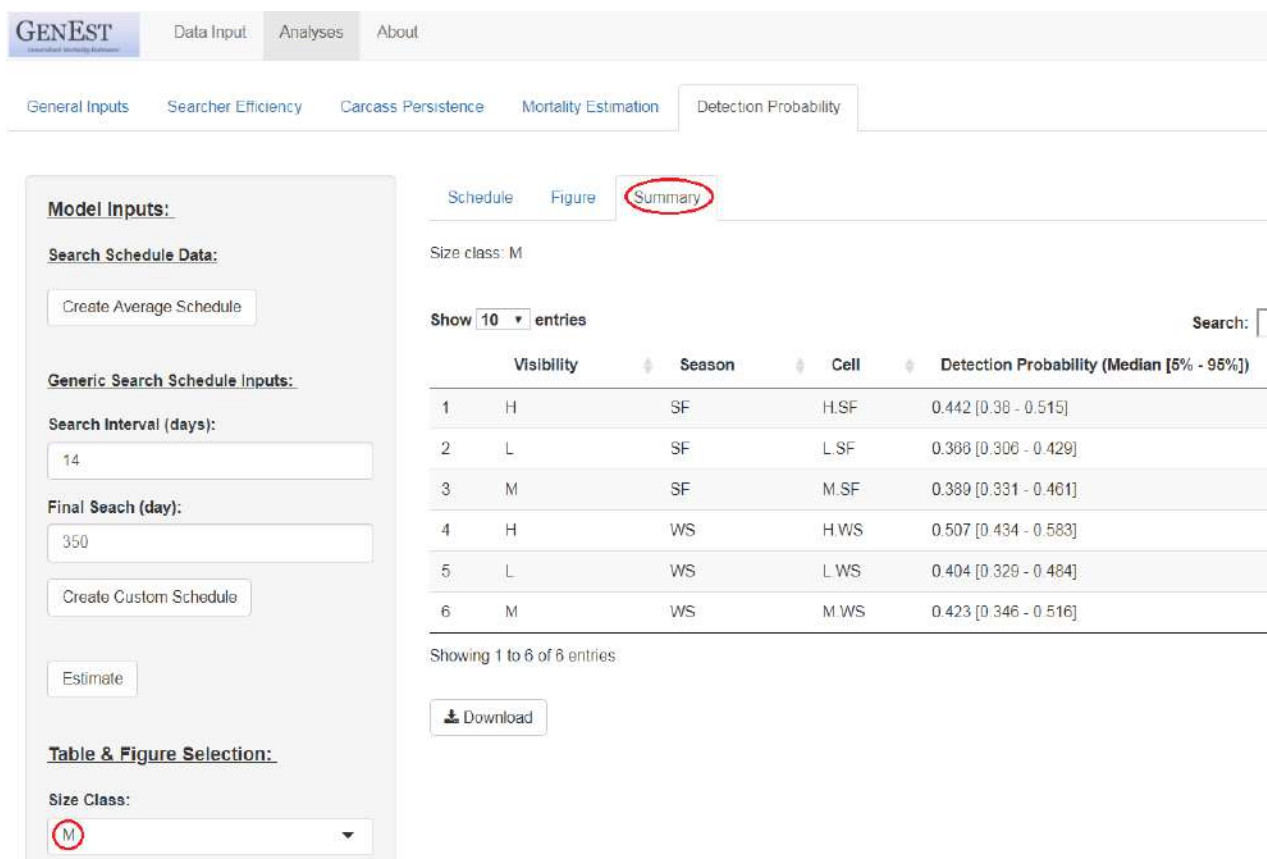 GENEST
Data Input Analyses About
General Inputs Searcher Efficiency Carcass Persistence Mortality Estimation Detection Probability
Model Inputs:
Search Schedule Data:
Create Average Schedule
Generic Search Schedule Inputs:
Search Interval (days):
14
Final Seach (day):
350
Create Custom Schedule
Estimate
Table & Figure Selection:
Size Class:
M
Schedule Figure Summary
Size class: M
Show 10 entries
Search:
Visibility Season Cell Detection Probability (Median [5% - 95%])
1 H SF H.SF 0.442 [0.38 - 0.515]
2 L SF L.SF 0.366 [0.306 - 0.429]
3 M SF M.SF 0.389 [0.331 - 0.461]
4 H WS H.WS 0.507 [0.434 - 0.583]
5 L WS L.WS 0.404 [0.329 - 0.484]
6 M WS M.WS 0.423 [0.346 - 0.516]
Showing 1 to 6 of 6 entries
Download